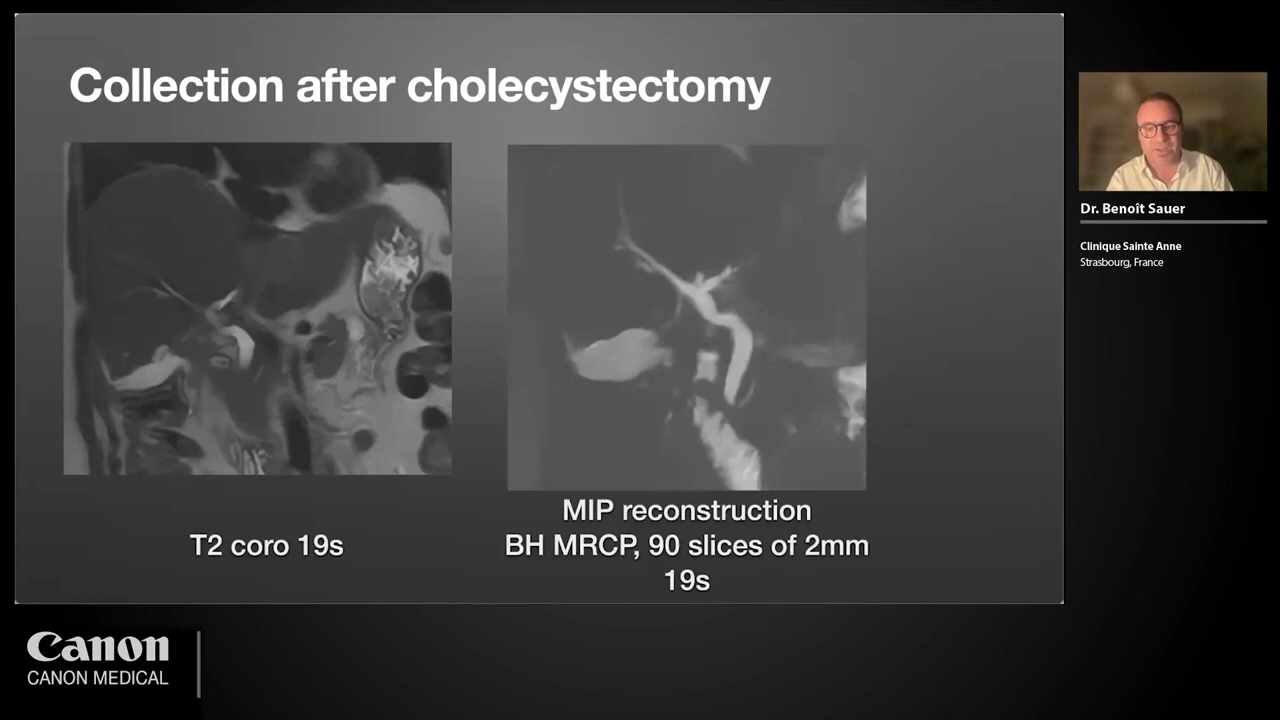 Collection after cholecystectomy
T2 coro 19s
MIP reconstruction
BH MRCP, 90 slices of 2mm
19s
Dr. Benoît Sauer
Clinique Sainte Anne
Strasbourg, France
Canon
CANON MEDICAL